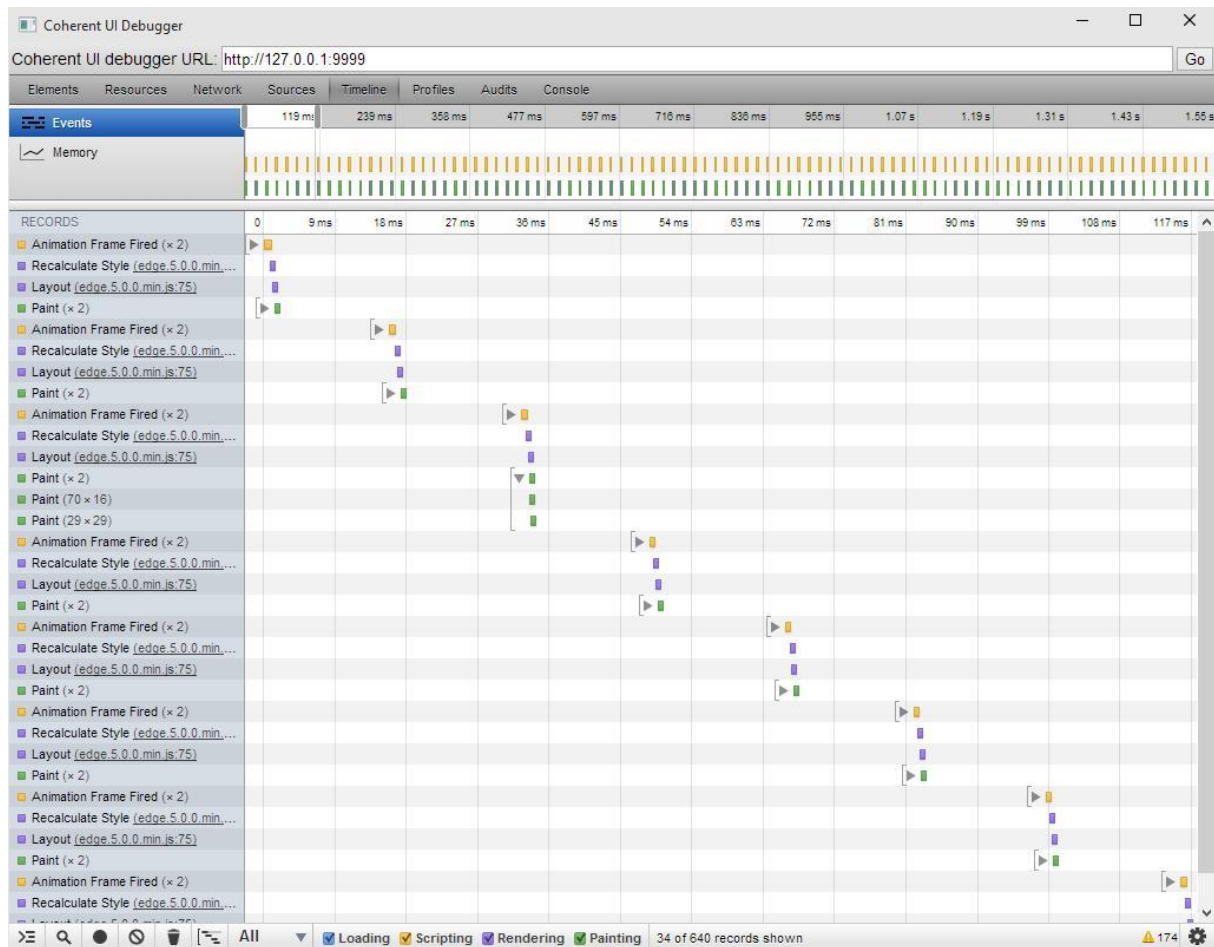 Coherent UI Debugger
Coherent UI debugger URL: http://127.0.0.1:9999 Go
Elements Resources Network Sources Timeline Profiles Audits Console
Events 119 ms 239 ms 358 ms 477 ms 597 ms 716 ms 836 ms 955 ms 1.07 s 1.19 s 1.31 s 1.43 s 1.55 s
Memory
RECORDS 0 9 ms 18 ms 27 ms 36 ms 45 ms 54 ms 63 ms 72 ms 81 ms 90 ms 99 ms 108 ms 117 ms
Animation Frame Fired (× 2)
Recalculate Style (edge.5.0.0.min....
Layout (edge.5.0.0.min.js:75)
Paint (× 2)
Animation Frame Fired (× 2)
Recalculate Style (edge.5.0.0.min....
Layout (edge.5.0.0.min.js:75)
Paint (× 2)
Animation Frame Fired (× 2)
Recalculate Style (edge.5.0.0.min....
Layout (edge.5.0.0.min.js:75)
Paint (× 2)
Paint (70 × 16)
Paint (29 × 29)
Animation Frame Fired (× 2)
Recalculate Style (edge.5.0.0.min....
Layout (edge.5.0.0.min.js:75)
Paint (× 2)
Animation Frame Fired (× 2)
Recalculate Style (edge.5.0.0.min....
Layout (edge.5.0.0.min.js:75)
Paint (× 2)
Animation Frame Fired (× 2)
Recalculate Style (edge.5.0.0.min....
Layout (edge.5.0.0.min.js:75)
Paint (× 2)
Animation Frame Fired (× 2)
Recalculate Style (edge.5.0.0.min....
Layout (edge.5.0.0.min.js:75)
Paint (× 2)
Animation Frame Fired (× 2)
Recalculate Style (edge.5.0.0.min....
Layout (edge.5.0.0.min.js:75)
All Loading Scripting Rendering Painting 34 of 640 records shown 174